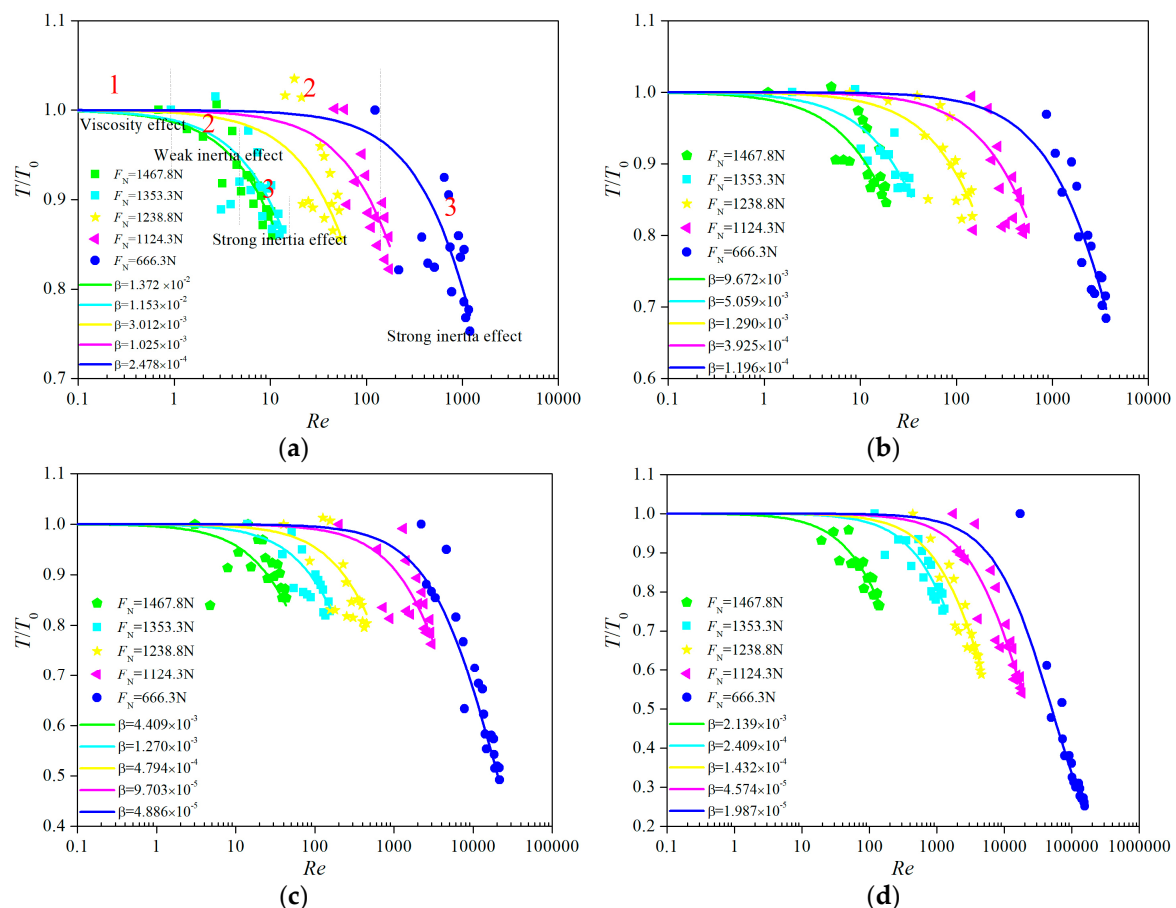 1.1
1.0
0.9
0.8
0.7
T/T0
1
2
2
3
3
Viscosity effect
Weak inertia effect
Strong inertia effect
Strong inertia effect
FN=1467.8N
FN=1353.3N
FN=1238.8N
FN=1124.3N
FN=666.3N
β=1.372 ×10-2
β=1.153×10-2
β=3.012×10-3
β=1.025×10-3
β=2.478×10-4
0.1 1 10 100 1000 10000
Re
(a)
1.1
1.0
0.9
0.8
0.7
0.6
T/T0
FN=1467.8N
FN=1353.3N
FN=1238.8N
FN=1124.3N
FN=666.3N
β=9.672×10-3
β=5.059×10-3
β=1.290×10-3
β=3.925×10-4
β=1.196×10-4
0.1 1 10 100 1000 10000
Re
(b)
1.1
1.0
0.9
0.8
0.7
0.6
0.5
0.4
T/T0
FN=1467.8N
FN=1353.3N
FN=1238.8N
FN=1124.3N
FN=666.3N
β=4.409×10-3
β=1.270×10-3
β=4.794×10-4
β=9.703×10-5
β=4.886×10-5
0.1 1 10 100 1000 10000 100000
Re
(c)
1.1
1.0
0.9
0.8
0.7
0.6
0.5
0.4
0.3
0.2
T/T0
FN=1467.8N
FN=1353.3N
FN=1238.8N
FN=1124.3N
FN=666.3N
β=2.139×10-3
β=2.409×10-4
β=1.432×10-4
β=4.574×10-5
β=1.987×10-5
0.1 1 10 100 1000 10000 100000 1000000
Re
(d)